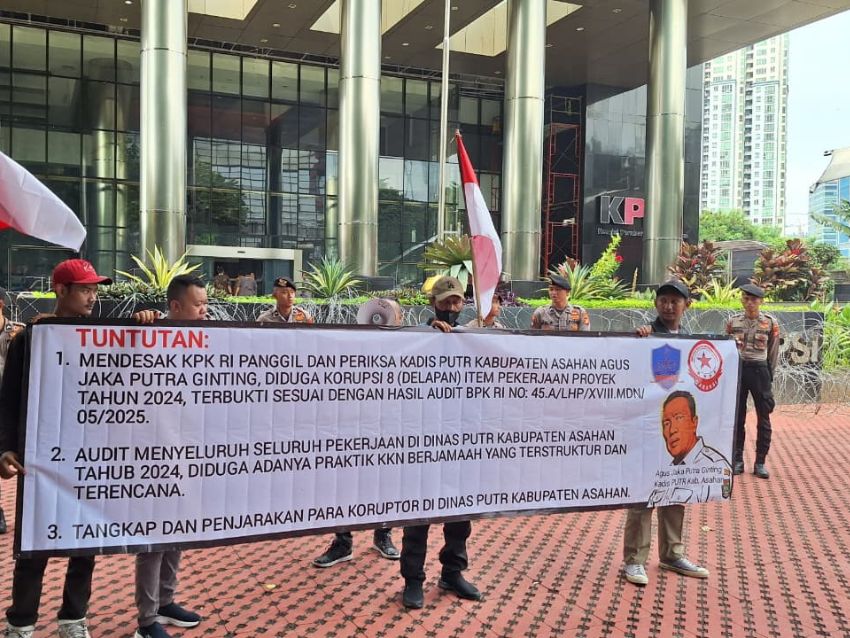 KP
TUNTUTAN:
1. MENDESAK KPK RI PANGGIL DAN PERIKSA KADIS PUTR KABUPATEN ASAHAN AGUS
JAKA PUTRA GINTING, DIDUGA KORUPSI 8 (DELAPAN) ITEM PEKERJAAN PROYEK
TAHUN 2024, TERBUKTI SESUAI DENGAN HASIL AUDIT BPK RI NO: 45.A/LHP/XVIII.MDN/
05/2025.
2. AUDIT MENYELURUH SELURUH PEKERJAAN DI DINAS PUTR KABUPATEN ASAHAN
TAHUB 2024, DIDUGA ADANYA PRAKTIK KKN BERJAMAAH YANG TERSTRUKTUR DAN
TERENCANA.
3. TANGKAP DAN PENJARAKAN PARA KORUPTOR DI DINAS PUTR KABUPATEN ASAHAN.
Agus Jaka Putra Ginting
Kadis PUTR Kab. Asahan